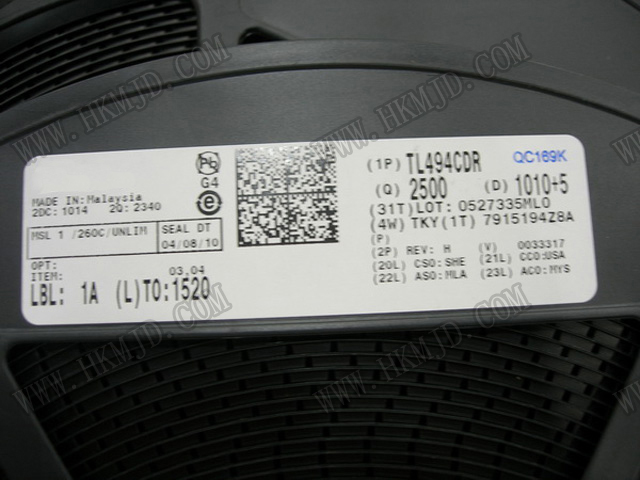 WWW.HKMJD.COM
WWW.HKMJD.COM
WWW.HKMJD.COM
WWW.HKMJD.COM
WWW.HKMJD.COM
WWW.HKMJD.COM
Pb
G4
e
MADE IN: Malaysia
2DC: 1014 2Q: 2340
MSL 1 /260C/UNLIM
SEAL DT
04/08/10
OPT:
ITEM:
03,04
LBL: 1A (L)TO:1520
(1P) TL494CDR QC169K
(Q) 2500 (D) 1010+5
(31T) LOT: 0527335ML0
(4W) TKY(1T) 7915194Z8A
(P)
(2P) REV: H (V) 0033317
(20L) CSO:SHE (21L) CCO:USA
(22L) ASO:MLA (23L) ACO:MYS